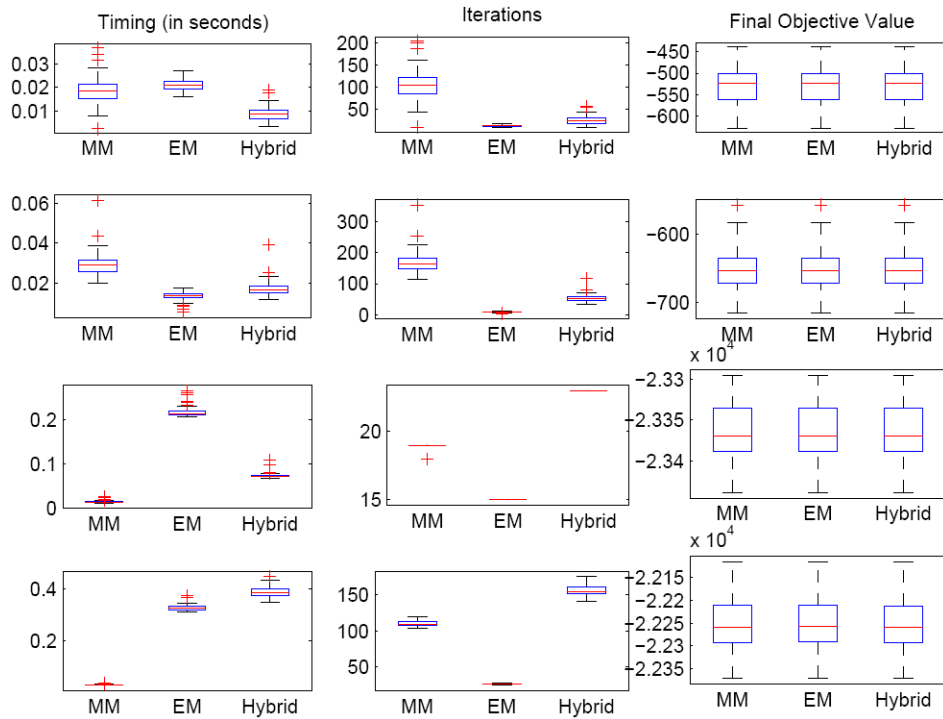 Timing (in seconds)
Iterations
Final Objective Value
0.03
0.02
0.01
MM EM Hybrid
200
150
100
50
MM EM Hybrid
−450
−500
−550
−600
MM EM Hybrid
0.06
0.04
0.02
MM EM Hybrid
300
200
100
0
MM EM Hybrid
−600
−700
MM EM Hybrid
0.2
0.1
0
MM EM Hybrid
20
15
MM EM Hybrid
x 10^4
−2.33
−2.335
−2.34
MM EM Hybrid
0.4
0.2
MM EM Hybrid
150
100
50
MM EM Hybrid
x 10^4
−2.215
−2.22
−2.225
−2.23
−2.235
MM EM Hybrid